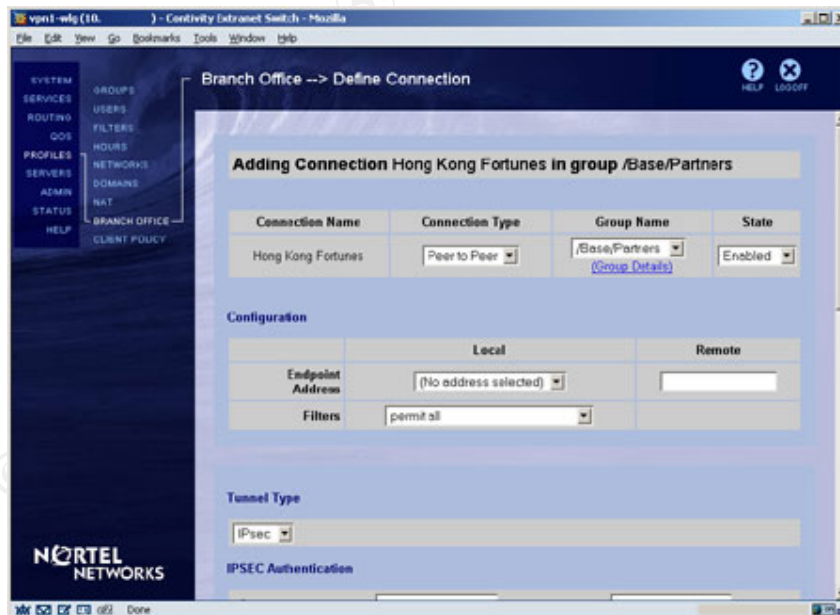 vpn1-wlg (10. ) - Contivity Extranet Switch - Mozilla
File Edit View Go Bookmarks Tools Window Help
SYSTEM
SERVICES
ROUTING
QOS
PROFILES
SERVERS
ADMIN
STATUS
HELP
GROUPS
USERS
FILTERS
HOURS
NETWORKS
DOMAINS
NAT
BRANCH OFFICE
CLIENT POLICY
Branch Office --> Define Connection
HELP LOGOFF
Adding Connection Hong Kong Fortunes in group /Base/Partners
Connection Name Connection Type Group Name State
Hong Kong Fortunes Peer to Peer /Base/Partners Enabled
(Group Details)
Configuration
Local Remote
Endpoint Address (No address selected)
Filters permit all
Tunnel Type
IPsec
IPSEC Authentication
NORTEL
NETWORKS
Done